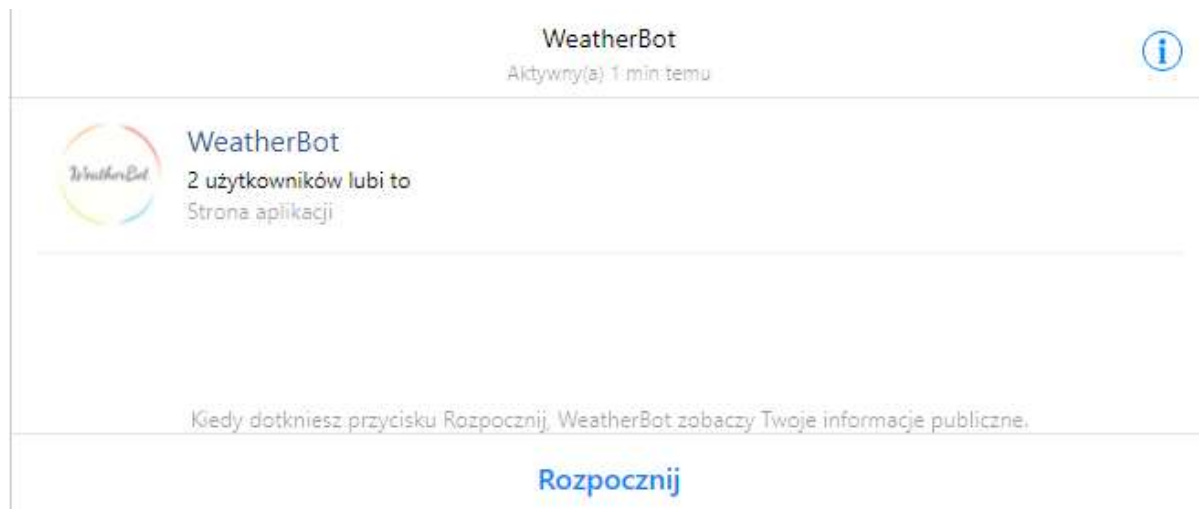 WeatherBot
Aktywny(a) 1 min temu
WeatherBot
WeatherBot
2 użytkowników lubi to
Strona aplikacji
Kiedy dotkniesz przycisku Rozpocznij, WeatherBot zobaczy Twoje informacje publiczne.
Rozpocznij